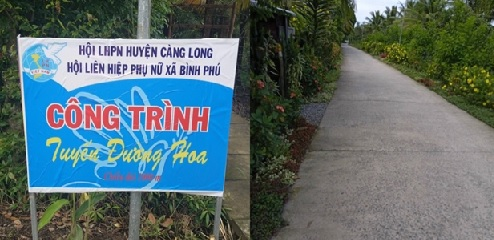 HỘI LHPN HUYỆN CÀNG LONG
HỘI LIÊN HIỆP PHỤ NỮ XÃ BÌNH PHÚ
CÔNG TRÌNH
Tuyến Đường Hoa